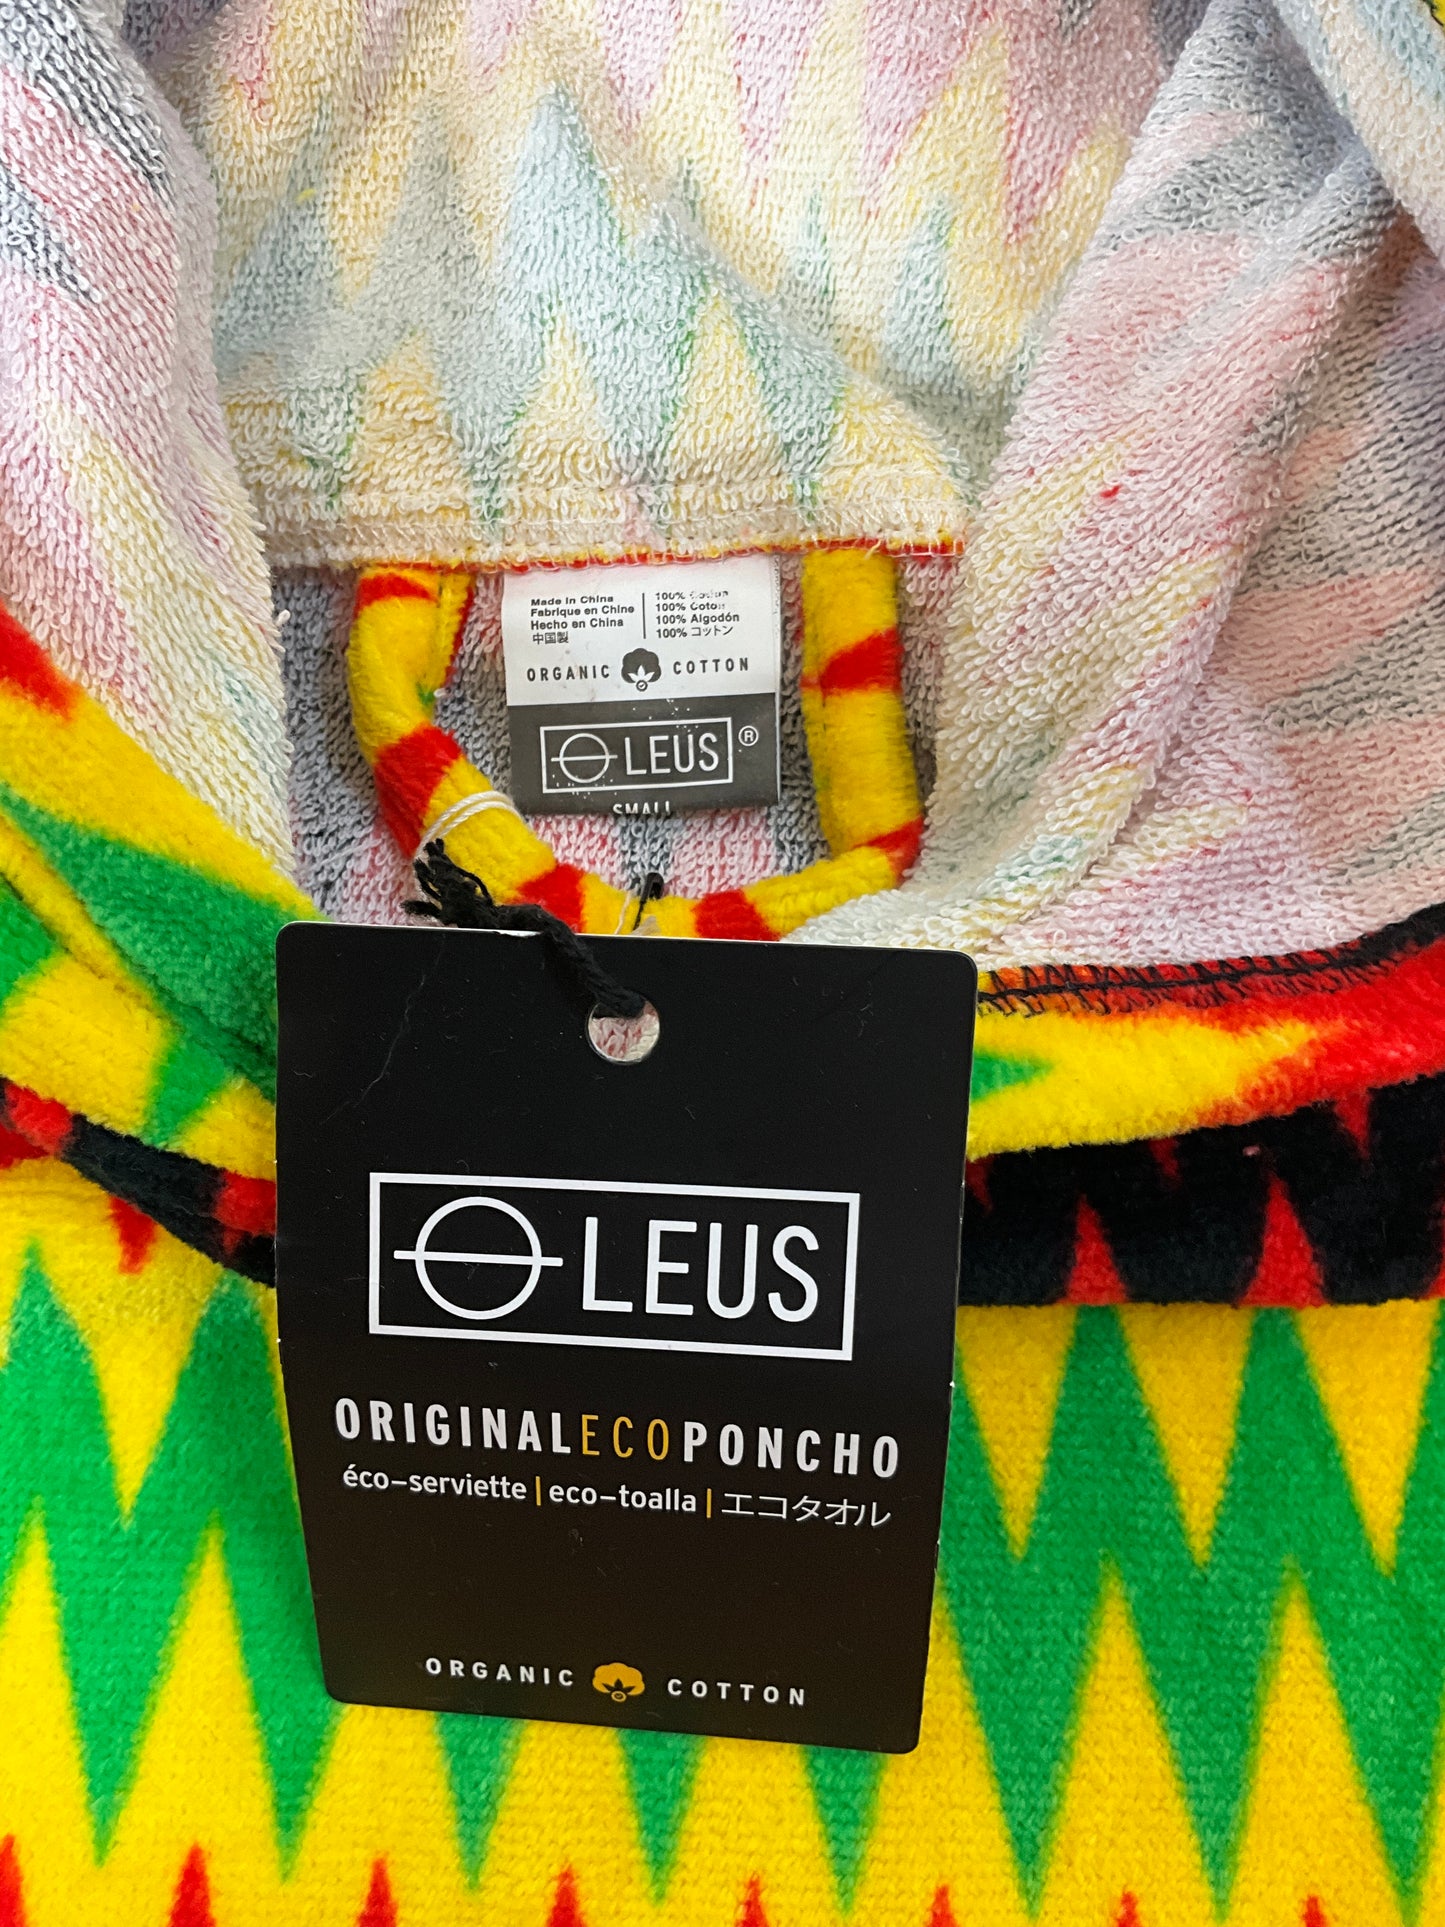 Made in China
Fabriqué en Chine
Hecho en China
中国製
100% Cotton
100% Coton
100% Algodón
100% コットン
ORGANIC COTTON
LEUS ®
SMALL
LEUS
ORIGINALECOPONCHO
éco-serviette | eco-toalla | エコタオル
ORGANIC COTTON